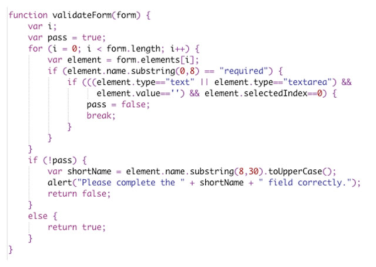 function validateForm(form) {
    var i;
    var pass = true;
    for (i = 0; i < form.length; i++) {
        var element = form.elements[i];
        if (element.name.substring(0,8) == "required") {
            if (((element.type=="text" || element.type=="textarea") &&
                element.value=='') && element.selectedIndex==0) {
                pass = false;
                break;
            }
        }
    }
    if (!pass) {
        var shortName = element.name.substring(8,30).toUpperCase();
        alert("Please complete the " + shortName + " field correctly.");
        return false;
    }
    else {
        return true;
    }
}